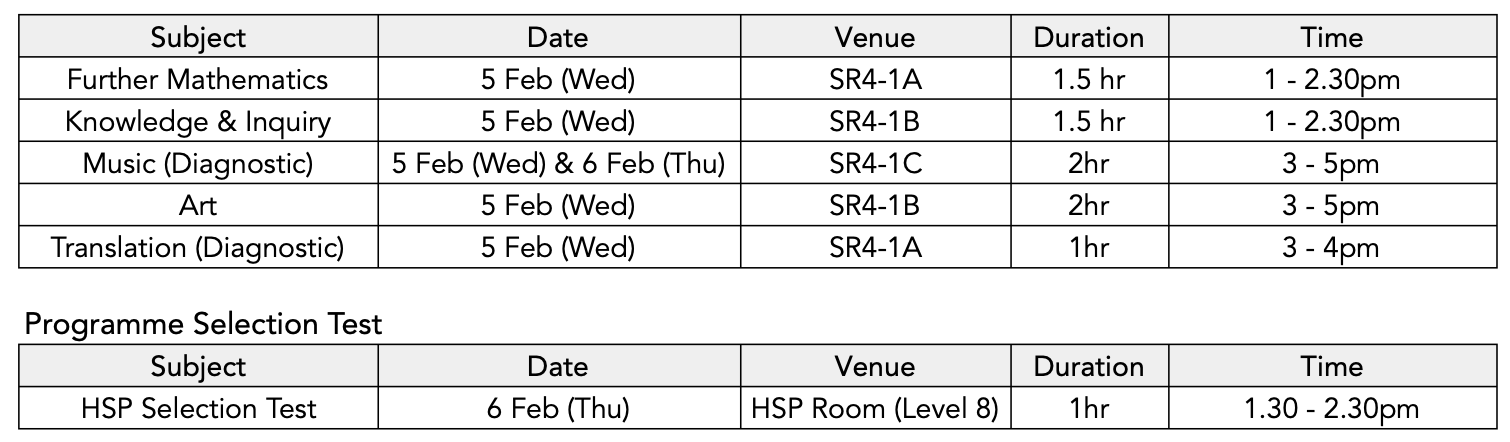 Subject Date Venue Duration Time
Further Mathematics 5 Feb (Wed) SR4-1A 1.5 hr 1 - 2.30pm
Knowledge & Inquiry 5 Feb (Wed) SR4-1B 1.5 hr 1 - 2.30pm
Music (Diagnostic) 5 Feb (Wed) & 6 Feb (Thu) SR4-1C 2hr 3 - 5pm
Art 5 Feb (Wed) SR4-1B 2hr 3 - 5pm
Translation (Diagnostic) 5 Feb (Wed) SR4-1A 1hr 3 - 4pm
Programme Selection Test
Subject Date Venue Duration Time
HSP Selection Test 6 Feb (Thu) HSP Room (Level 8) 1hr 1.30 - 2.30pm